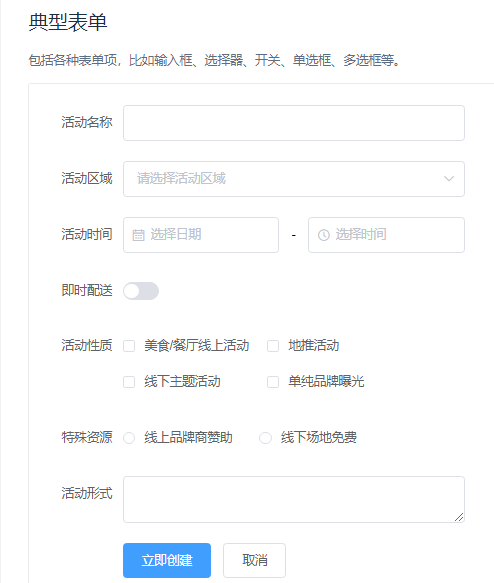 典型表单
包括各种表单项，比如输入框、选择器、开关、单选框、多选框等。
活动名称
活动区域 请选择活动区域
活动时间 选择日期 - 选择时间
即时配送
活动性质 美食/餐厅线上活动 地推活动
线下主题活动 单纯品牌曝光
特殊资源 线上品牌商赞助 线下场地免费
活动形式
立即创建 取消